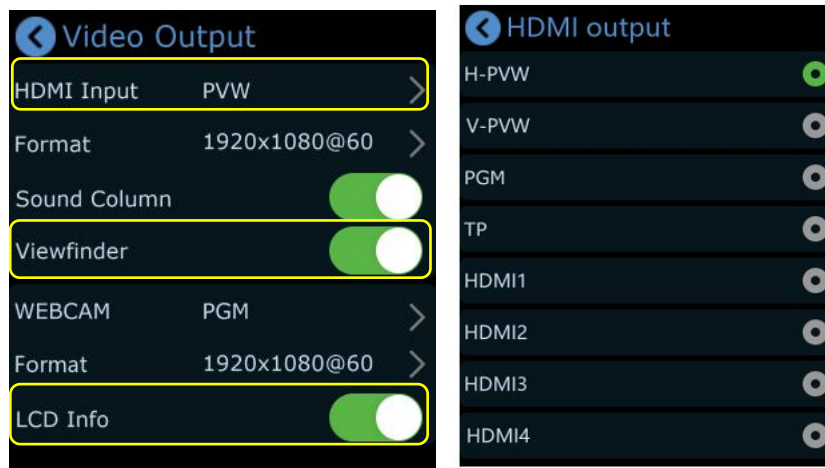 Video Output
HDMI Input PVW
Format 1920x1080@60
Sound Column
Viewfinder
WEBCAM PGM
Format 1920x1080@60
LCD Info
HDMI output
H-PVW
V-PVW
PGM
TP
HDMI1
HDMI2
HDMI3
HDMI4